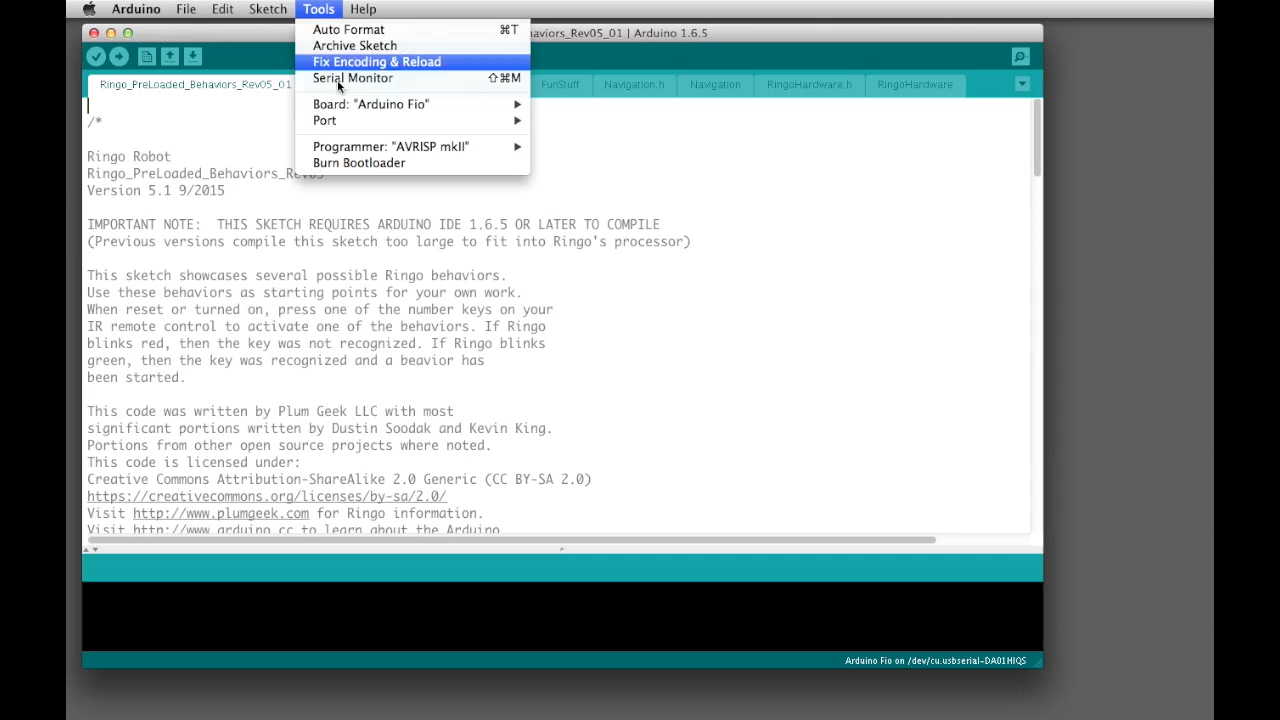 Arduino File Edit Sketch Tools Help
Auto Format ⌘T
Archive Sketch
Fix Encoding & Reload
Serial Monitor ⇧⌘M
Board: "Arduino Fio"
Port
Programmer: "AVRISP mkII"
Burn Bootloader
aviors_Rev05_01 | Arduino 1.6.5
Ringo_PreLoaded_Behaviors_Rev05_01 FunStuff Navigation.h Navigation RingoHardware.h RingoHardware
/*
Ringo Robot
Ringo_PreLoaded_Behaviors_Rev05
Version 5.1 9/2015
IMPORTANT NOTE: THIS SKETCH REQUIRES ARDUINO IDE 1.6.5 OR LATER TO COMPILE
(Previous versions compile this sketch too large to fit into Ringo's processor)
This sketch showcases several possible Ringo behaviors.
Use these behaviors as starting points for your own work.
When reset or turned on, press one of the number keys on your
IR remote control to activate one of the behaviors. If Ringo
blinks red, then the key was not recognized. If Ringo blinks
green, then the key was recognized and a beavior has
been started.
This code was written by Plum Geek LLC with most
significant portions written by Dustin Soodak and Kevin King.
Portions from other open source projects where noted.
This code is licensed under:
Creative Commons Attribution-ShareAlike 2.0 Generic (CC BY-SA 2.0)
https://creativecommons.org/licenses/by-sa/2.0/
Visit http://www.plumgeek.com for Ringo information.
Visit http://www.arduino.cc to learn about the Arduino
Arduino Fio on /dev/cu.usbserial-DA01HIQS